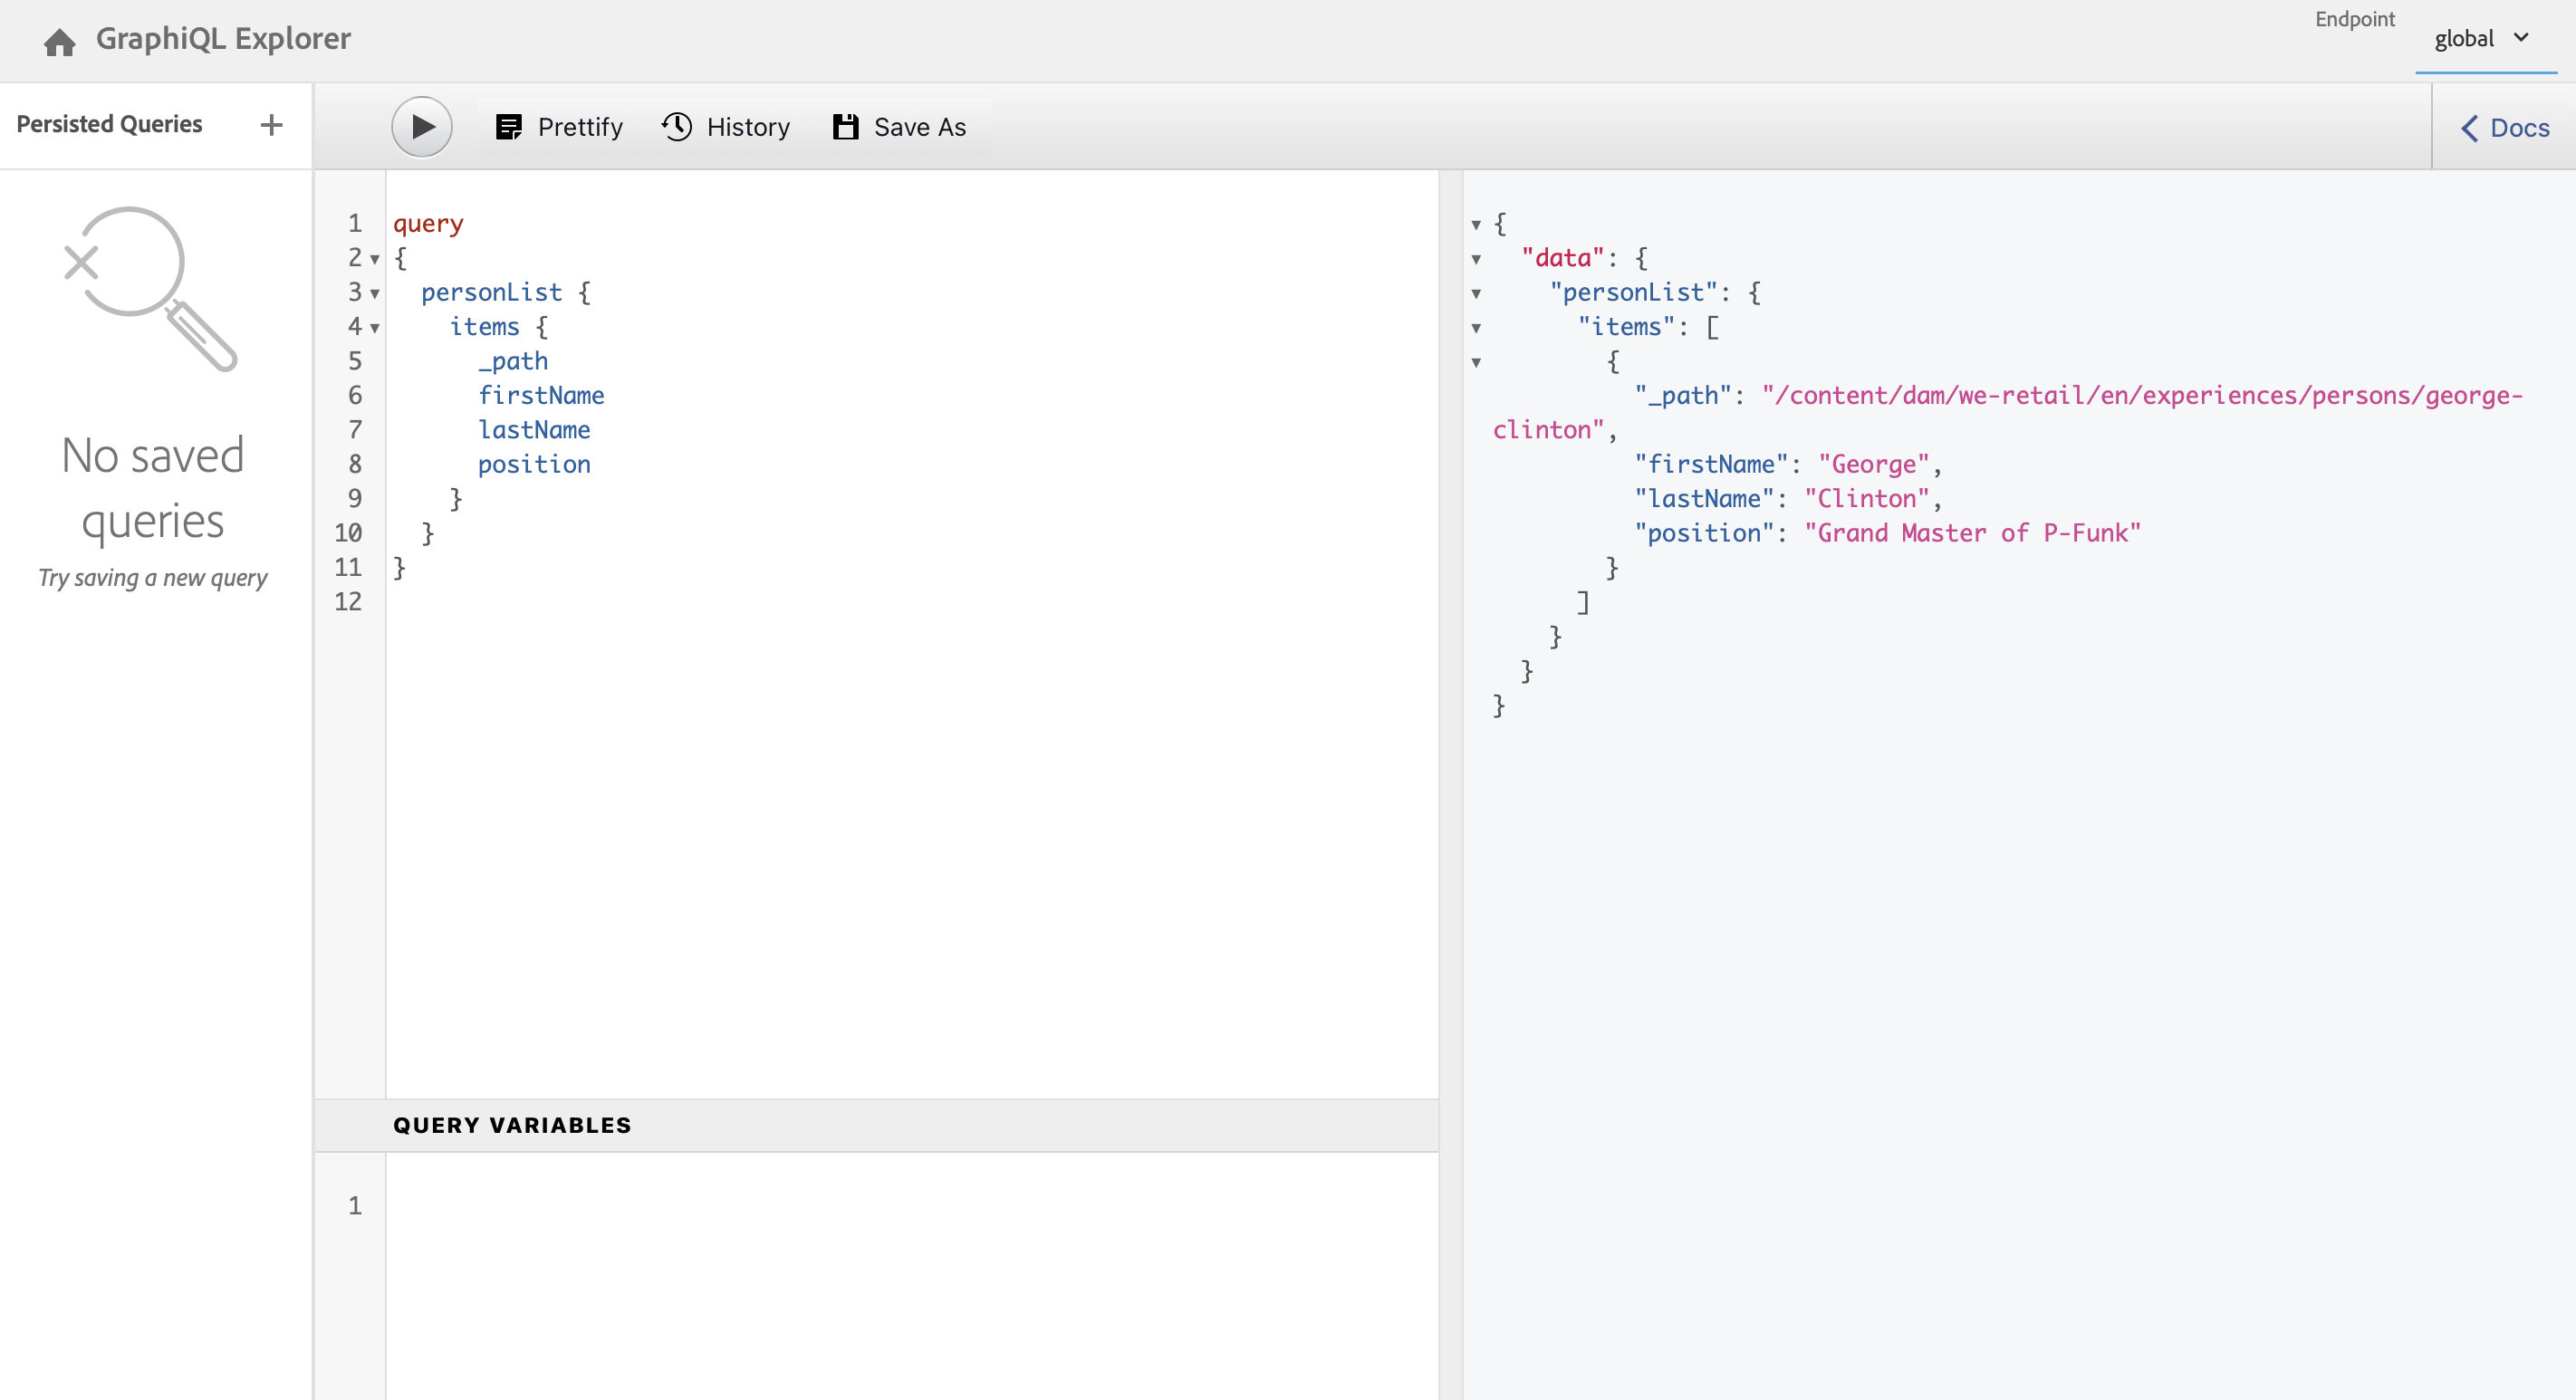 GraphiQL Explorer
Endpoint
global
Persisted Queries
Prettify
History
Save As
Docs
No saved
queries
Try saving a new query
1 query
2 {
3   personList {
4     items {
5       _path
6       firstName
7       lastName
8       position
9     }
10   }
11 }
12
QUERY VARIABLES
1
{
  "data": {
    "personList": {
      "items": [
        {
          "_path": "/content/dam/we-retail/en/experiences/persons/george-
clinton",
          "firstName": "George",
          "lastName": "Clinton",
          "position": "Grand Master of P-Funk"
        }
      ]
    }
  }
}